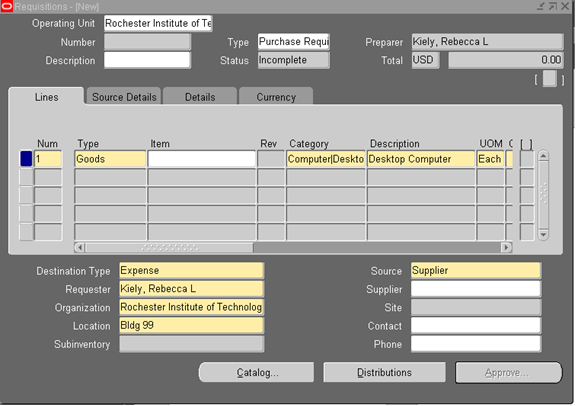 Requisitions - [New]
Operating Unit Rochester Institute of Te
Number Type Purchase Requi Preparer Kiely, Rebecca L
Description Status Incomplete Total USD 0.00
[ ]
Lines Source Details Details Currency
Num Type Item Rev Category Description UOM [ ]
1 Goods Computer|Deskto Desktop Computer Each
Destination Type Expense Source Supplier
Requester Kiely, Rebecca L Supplier
Organization Rochester Institute of Technolog Site
Location Bldg 99 Contact
Subinventory Phone
Catalog... Distributions Approve...